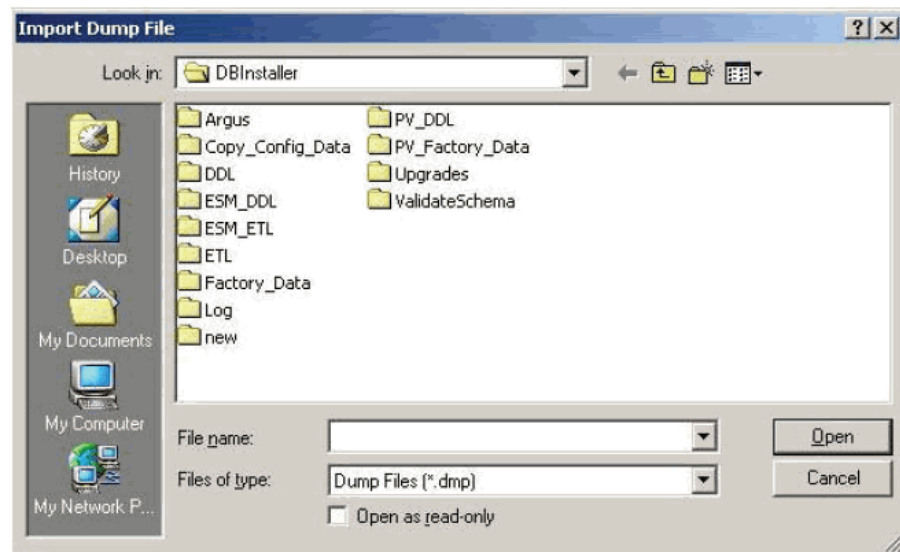 Import Dump File
Look in: DBInstaller
History
Desktop
My Documents
My Computer
My Network P...
Argus
Copy_Config_Data
DDL
ESM_DDL
ESM_ETL
ETL
Factory_Data
Log
new
PV_DDL
PV_Factory_Data
Upgrades
ValidateSchema
File name:
Open
Files of type: Dump Files (*.dmp)
Cancel
Open as read-only